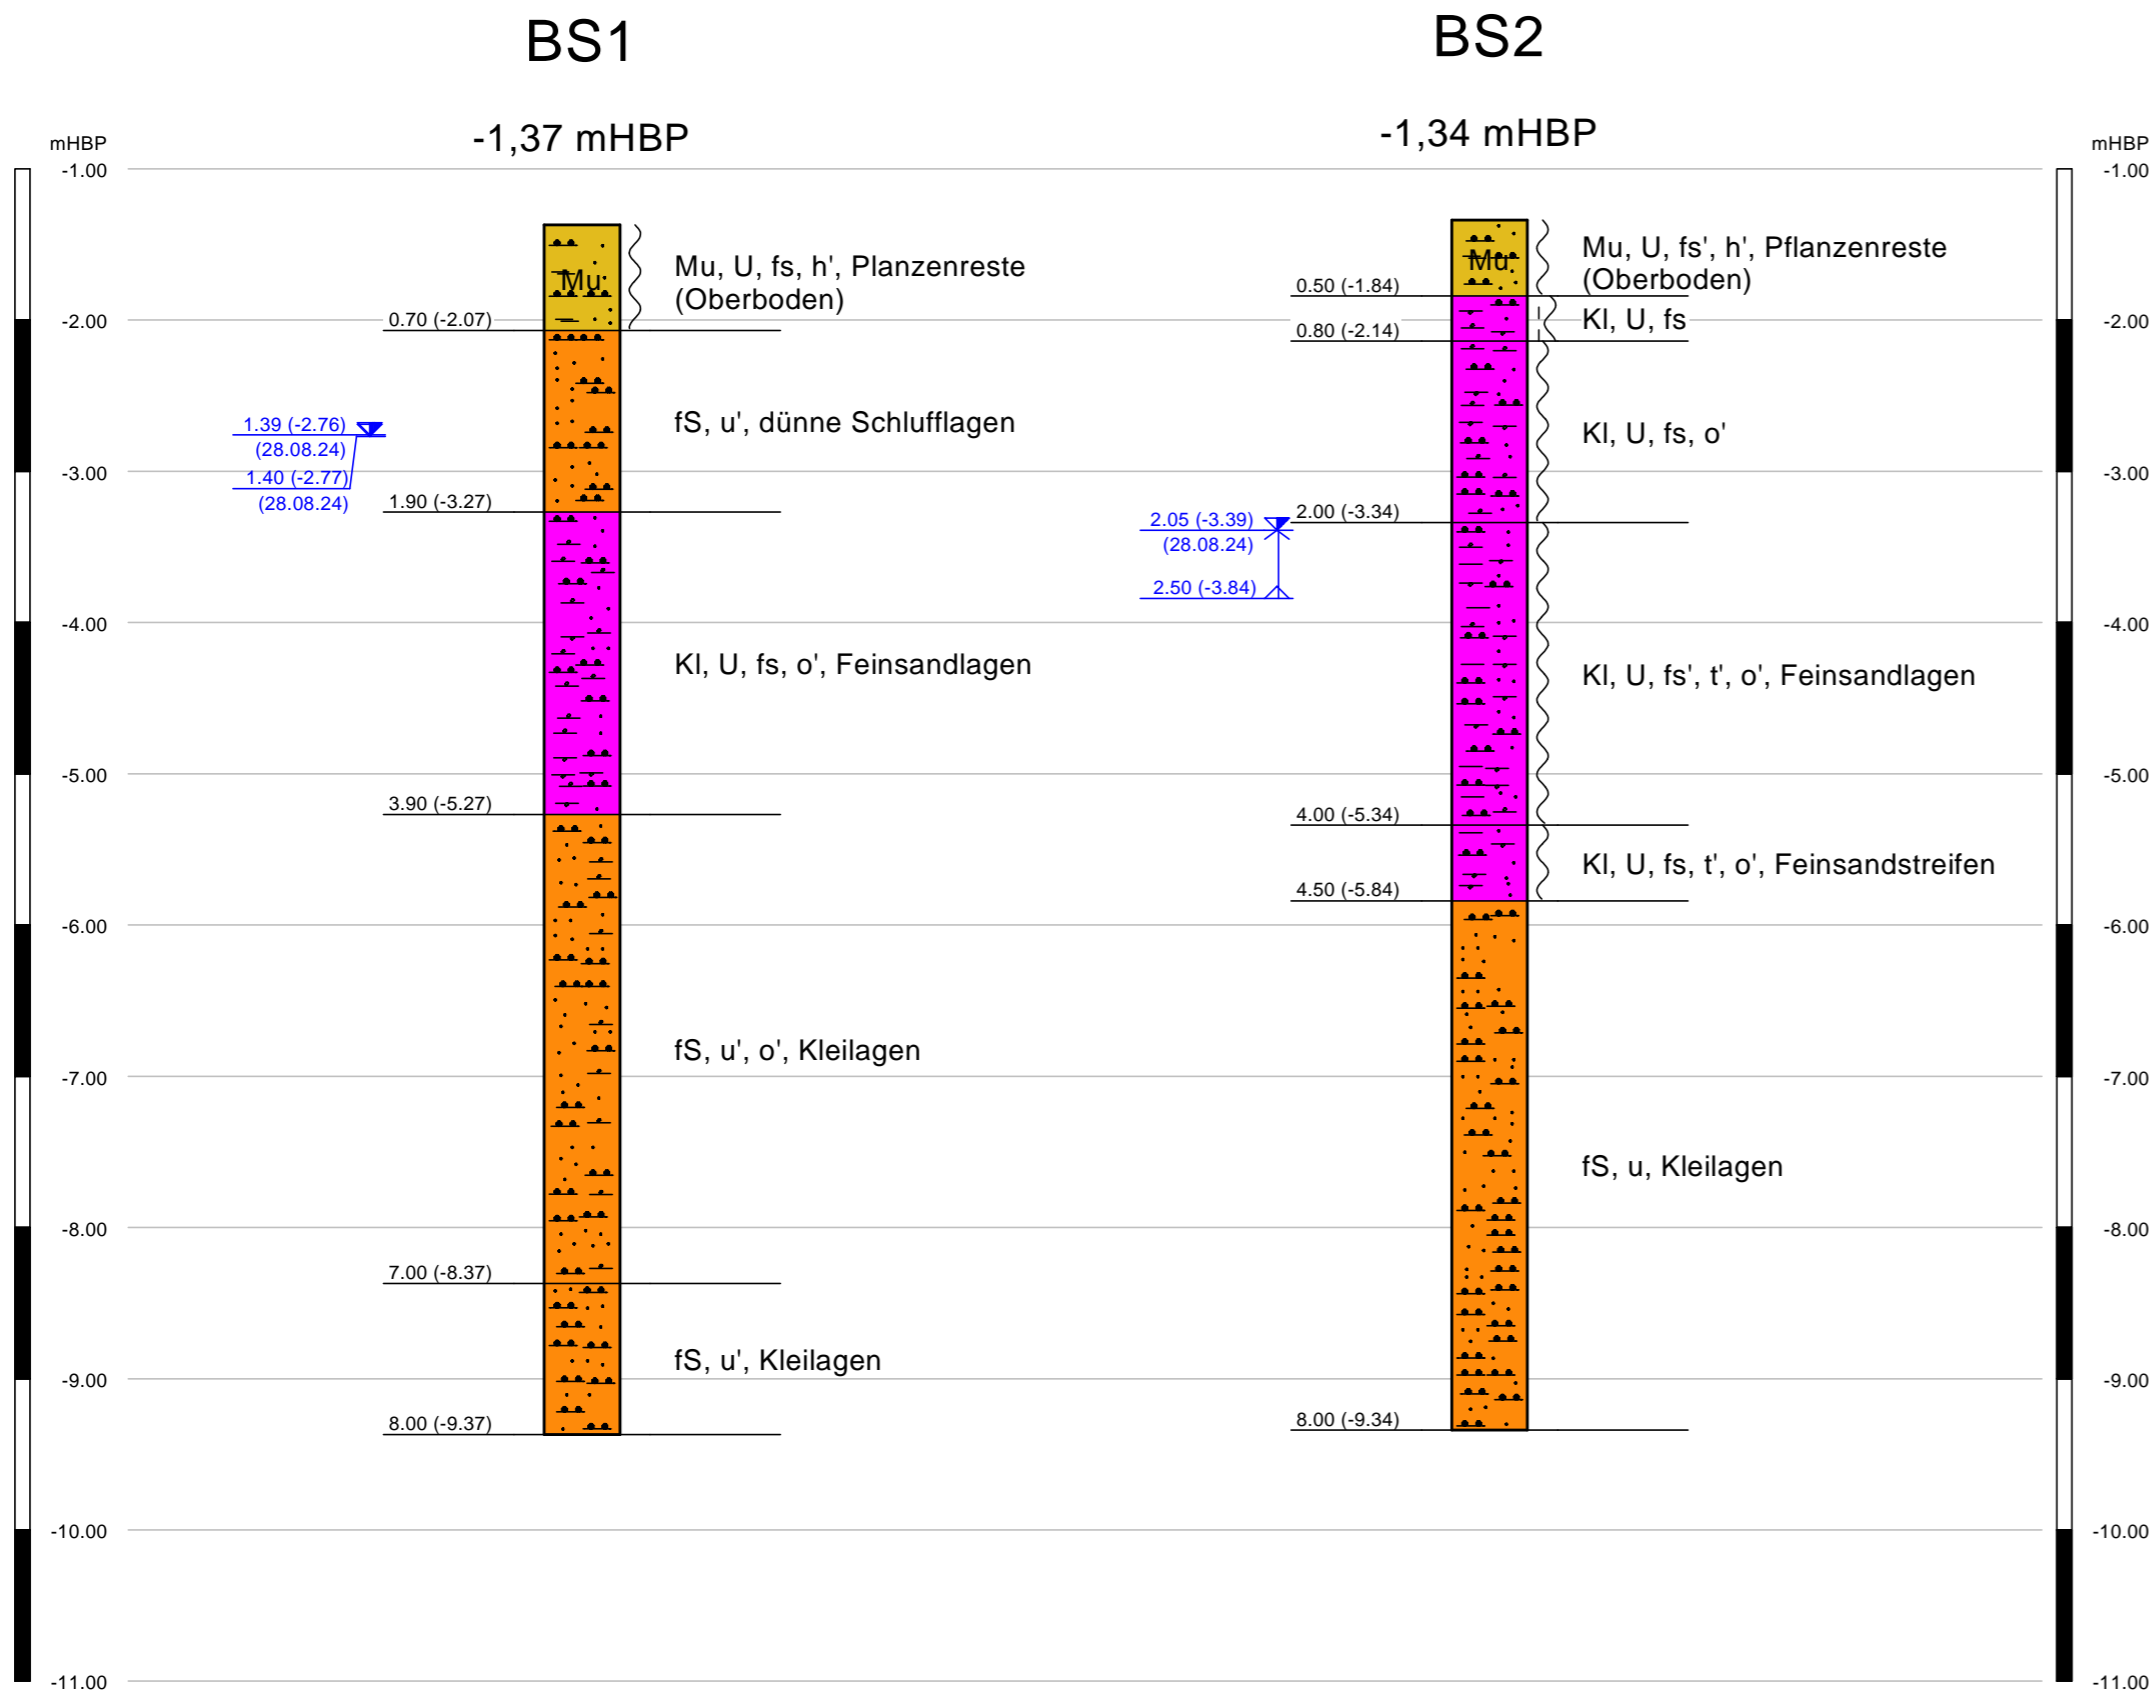 BS1
BS2
-1,37 mHBP
-1,34 mHBP
mHBP
-1.00
-2.00
-3.00
-4.00
-5.00
-6.00
-7.00
-8.00
-9.00
-10.00
-11.00
Mu
Mu, U, fs, h', Planzenreste
(Oberboden)
0.70 (-2.07)
fS, u', dünne Schlufflagen
1.39 (-2.76)
(28.08.24)
1.40 (-2.77)
(28.08.24)
1.90 (-3.27)
Kl, U, fs, o', Feinsandlagen
3.90 (-5.27)
fS, u', o', Kleilagen
7.00 (-8.37)
fS, u', Kleilagen
8.00 (-9.37)
Mu
Mu, U, fs', h', Pflanzenreste
(Oberboden)
0.50 (-1.84)
Kl, U, fs
0.80 (-2.14)
Kl, U, fs, o'
2.00 (-3.34)
2.05 (-3.39)
(28.08.24)
2.50 (-3.84)
Kl, U, fs', t', o', Feinsandlagen
4.00 (-5.34)
Kl, U, fs, t', o', Feinsandstreifen
4.50 (-5.84)
fS, u, Kleilagen
8.00 (-9.34)
mHBP
-1.00
-2.00
-3.00
-4.00
-5.00
-6.00
-7.00
-8.00
-9.00
-10.00
-11.00